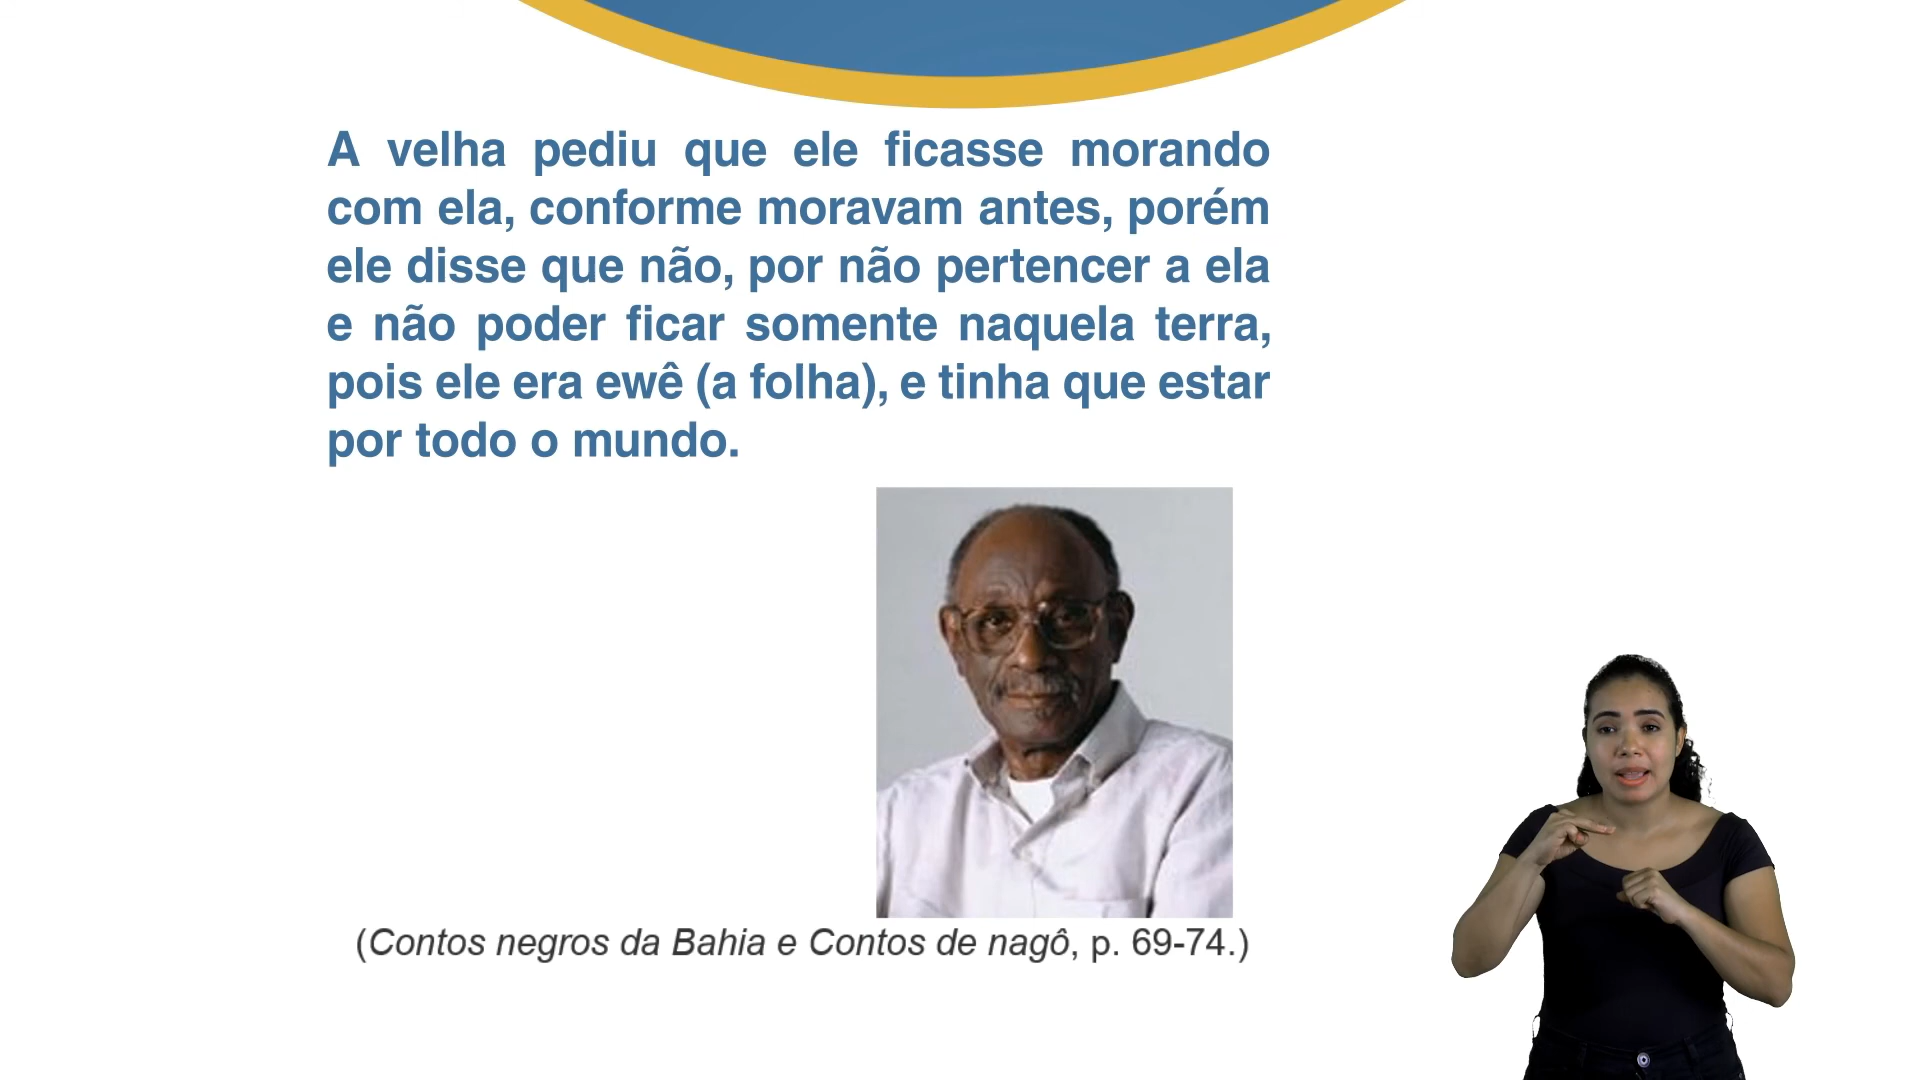 A velha pediu que ele ficasse morando
com ela, conforme moravam antes, porém
ele disse que não, por não pertencer a ela
e não poder ficar somente naquela terra,
pois ele era ewê (a folha), e tinha que estar
por todo o mundo.
(Contos negros da Bahia e Contos de nagô, p. 69-74.)